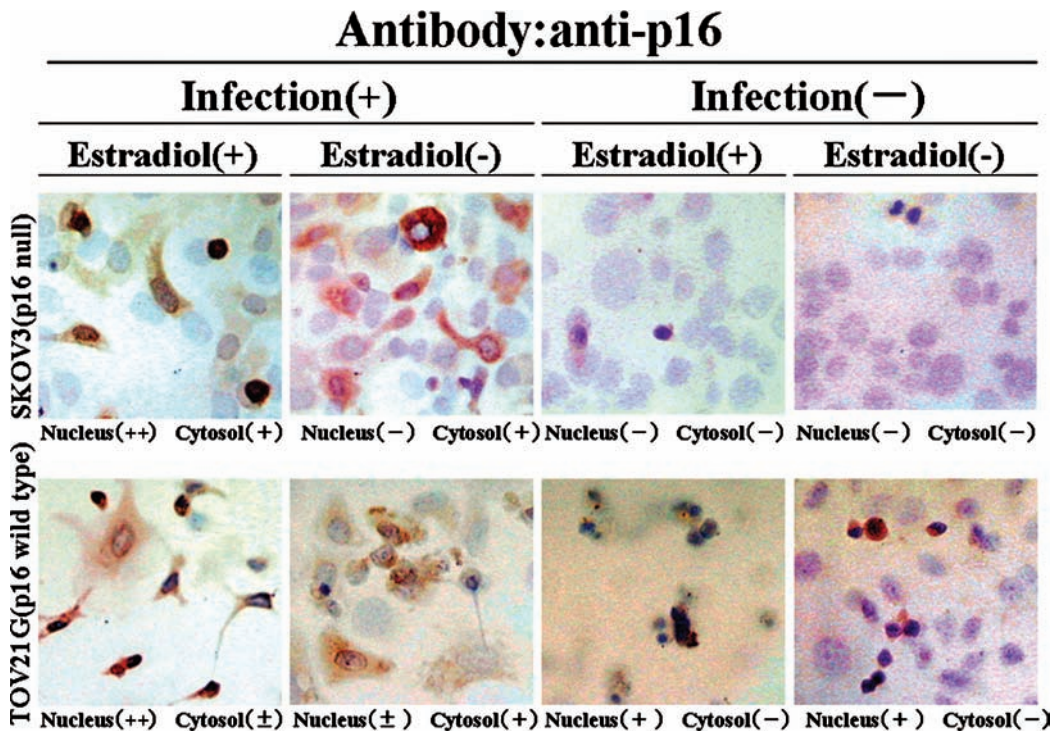 Antibody:anti-p16
Infection(+) Infection(—)
Estradiol(+) Estradiol(-) Estradiol(+) Estradiol(-)
SKOV3(p16 null)
Nucleus(++) Cytosol(+) Nucleus(−) Cytosol(+) Nucleus(−) Cytosol(−) Nucleus(−) Cytosol(−)
TOV21G(p16 wild type)
Nucleus(++) Cytosol(±) Nucleus(±) Cytosol(+) Nucleus(+) Cytosol(−) Nucleus(+) Cytosol(−)